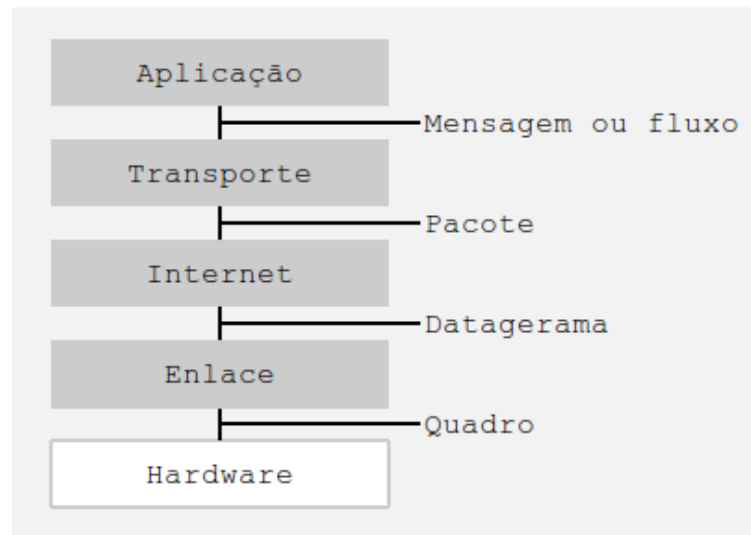 Aplicação
Mensagem ou fluxo
Transporte
Pacote
Internet
Datagerama
Enlace
Quadro
Hardware